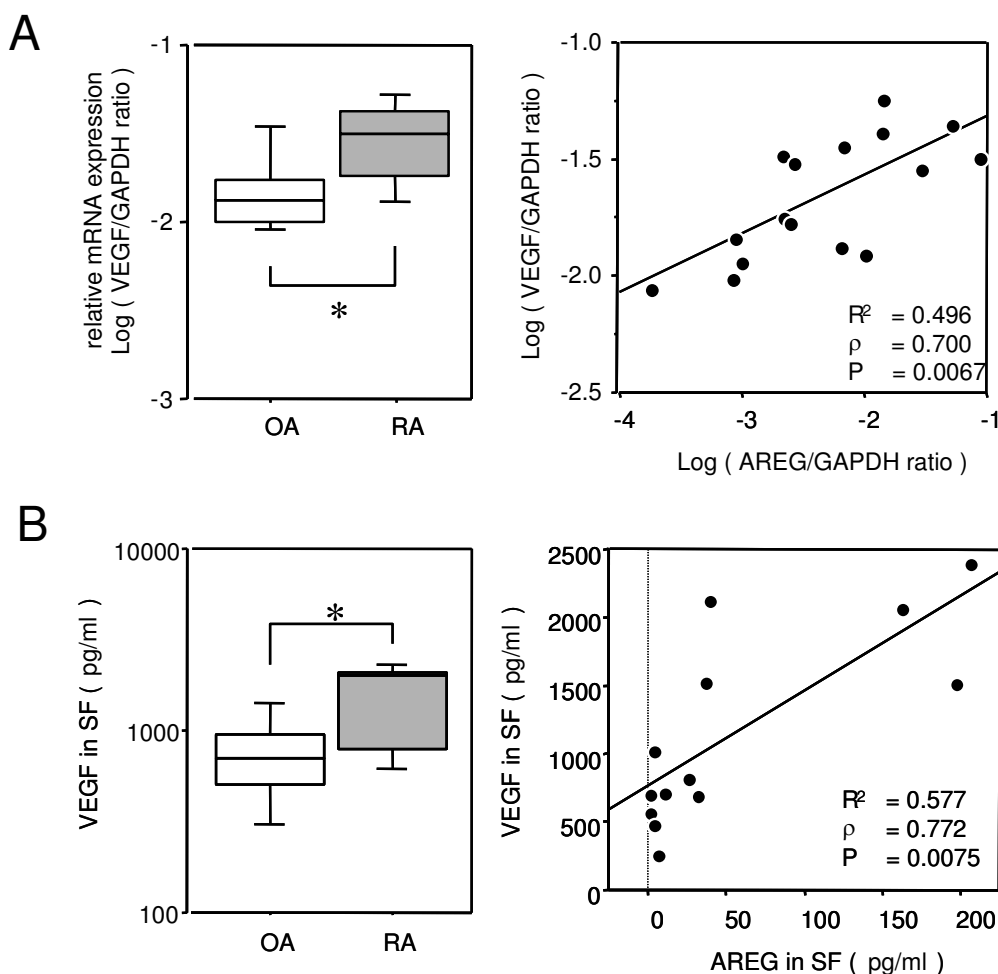 A
relative mRNA expression
Log ( VEGF/GAPDH ratio )
-1
-2
-3
*
OA
RA
Log ( VEGF/GAPDH ratio )
-1.0
-1.5
-2.0
-2.5
R² = 0.496
ρ = 0.700
P = 0.0067
-4
-3
-2
-1
Log ( AREG/GAPDH ratio )
B
VEGF in SF ( pg/ml )
10000
1000
100
*
OA
RA
VEGF in SF ( pg/ml )
2500
2000
1500
1000
500
0
R² = 0.577
ρ = 0.772
P = 0.0075
0
50
100
150
200
AREG in SF ( pg/ml )